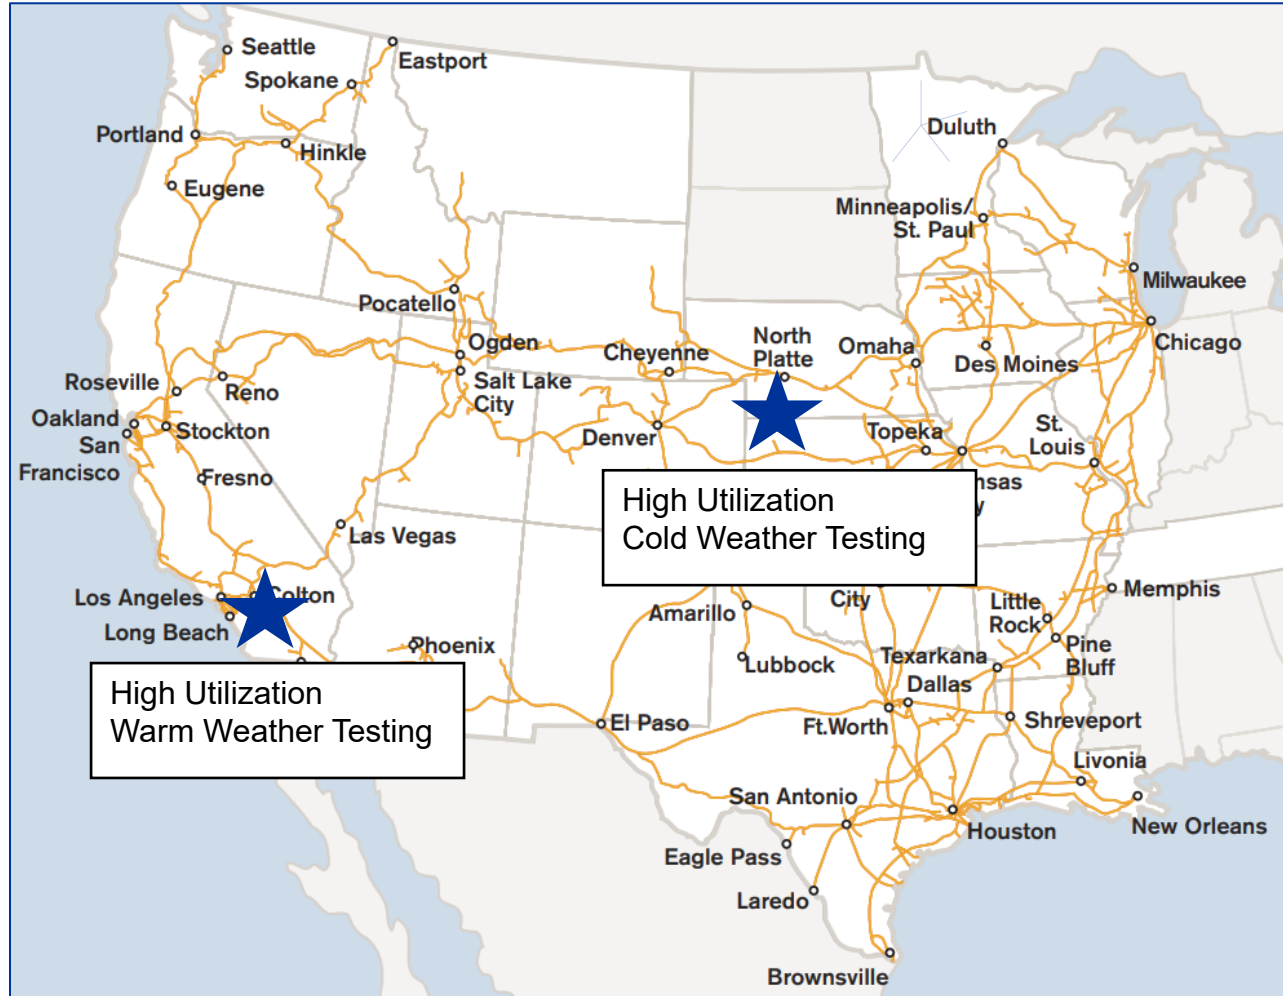 Seattle
Eastport
Spokane
Portland
Hinkle
Eugene
Duluth
Minneapolis/
St. Paul
Milwaukee
Pocatello
Ogden
Cheyenne
North
Platte
Omaha
Des Moines
Chicago
Roseville
Reno
Salt Lake
City
Oakland
San
Francisco
Stockton
Denver
Topeka
St.
Louis
Fresno
High Utilization
Cold Weather Testing
Las Vegas
Los Angeles
Long Beach
Colton
Amarillo
City
Little
Rock
Memphis
Phoenix
Lubbock
Texarkana
Pine
Bluff
High Utilization
Warm Weather Testing
El Paso
Dallas
Ft.Worth
Shreveport
Livonia
San Antonio
Houston
New Orleans
Eagle Pass
Laredo
Brownsville